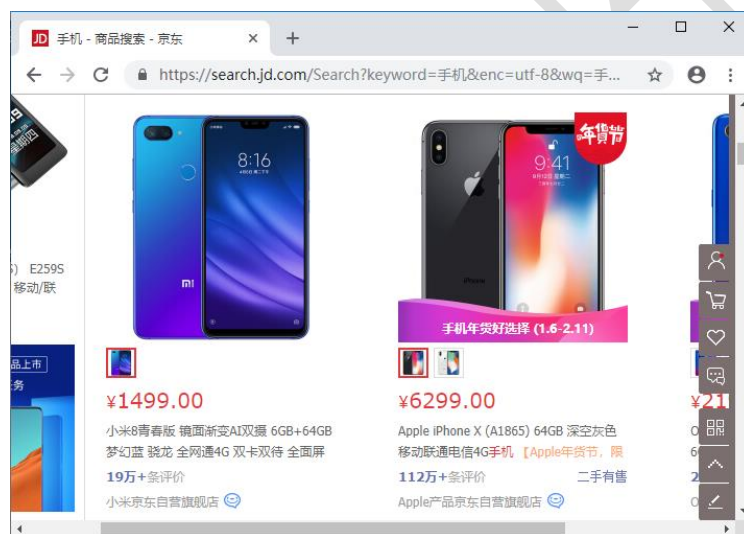 JD 手机 - 商品搜索 - 京东
https://search.jd.com/Search?keyword=手机&enc=utf-8&wq=手...
星期四
E259S
移动/联
品上市
务
8:16
mi
年货节
9:41
iPhone
手机年货好选择 (1.6-2.11)
¥1499.00
小米8青春版 镜面渐变AI双摄 6GB+64GB
梦幻蓝 骁龙 全网通4G 双卡双待 全面屏
19万+条评价
小米京东自营旗舰店
¥6299.00
Apple iPhone X (A1865) 64GB 深空灰色
移动联通电信4G手机 【Apple年货节,限
112万+条评价 二手有售
Apple产品京东自营旗舰店
¥21